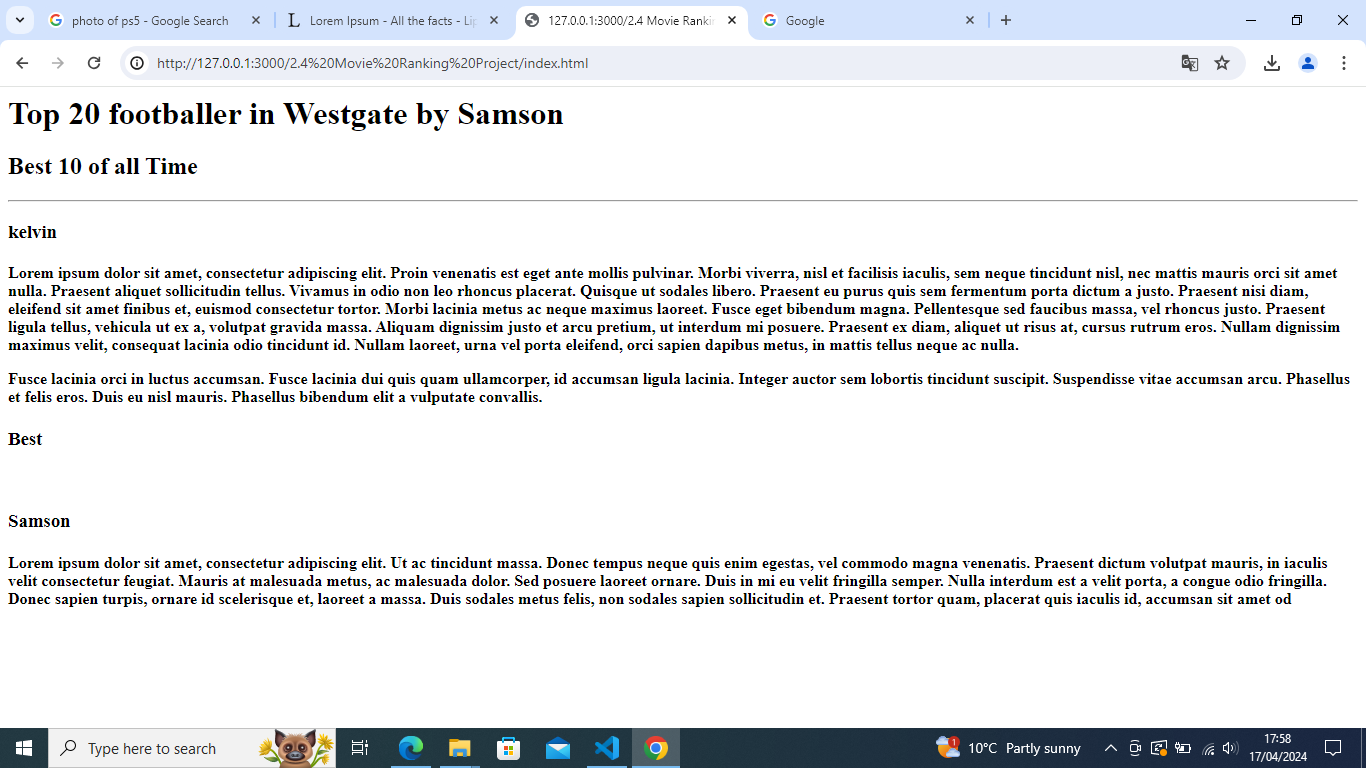 photo of ps5 - Google Search
Lorem Ipsum - All the facts - Lip
127.0.0.1:3000/2.4 Movie Rankin
Google
http://127.0.0.1:3000/2.4%20Movie%20Ranking%20Project/index.html
Top 20 footballer in Westgate by Samson
Best 10 of all Time
kelvin
Lorem ipsum dolor sit amet, consectetur adipiscing elit. Proin venenatis est eget ante mollis pulvinar. Morbi viverra, nisl et facilisis iaculis, sem neque tincidunt nisl, nec mattis mauris orci sit amet
nulla. Praesent aliquet sollicitudin tellus. Vivamus in odio non leo rhoncus placerat. Quisque ut sodales libero. Praesent eu purus quis sem fermentum porta dictum a justo. Praesent nisi diam,
eleifend sit amet finibus et, euismod consectetur tortor. Morbi lacinia metus ac neque maximus laoreet. Fusce eget bibendum magna. Pellentesque sed faucibus massa, vel rhoncus justo. Praesent
ligula tellus, vehicula ut ex a, volutpat gravida massa. Aliquam dignissim justo et arcu pretium, ut interdum mi posuere. Praesent ex diam, aliquet ut risus at, cursus rutrum eros. Nullam dignissim
maximus velit, consequat lacinia odio tincidunt id. Nullam laoreet, urna vel porta eleifend, orci sapien dapibus metus, in mattis tellus neque ac nulla.
Fusce lacinia orci in luctus accumsan. Fusce lacinia dui quis quam ullamcorper, id accumsan ligula lacinia. Integer auctor sem lobortis tincidunt suscipit. Suspendisse vitae accumsan arcu. Phasellus
et felis eros. Duis eu nisl mauris. Phasellus bibendum elit a vulputate convallis.
Best
Samson
Lorem ipsum dolor sit amet, consectetur adipiscing elit. Ut ac tincidunt massa. Donec tempus neque quis enim egestas, vel commodo magna venenatis. Praesent dictum volutpat mauris, in iaculis
velit consectetur feugiat. Mauris at malesuada metus, ac malesuada dolor. Sed posuere laoreet ornare. Duis in mi eu velit fringilla semper. Nulla interdum est a velit porta, a congue odio fringilla.
Donec sapien turpis, ornare id scelerisque et, laoreet a massa. Duis sodales metus felis, non sodales sapien sollicitudin et. Praesent tortor quam, placerat quis iaculis id, accumsan sit amet od
Type here to search
1
10°C Partly sunny
17:58
17/04/2024